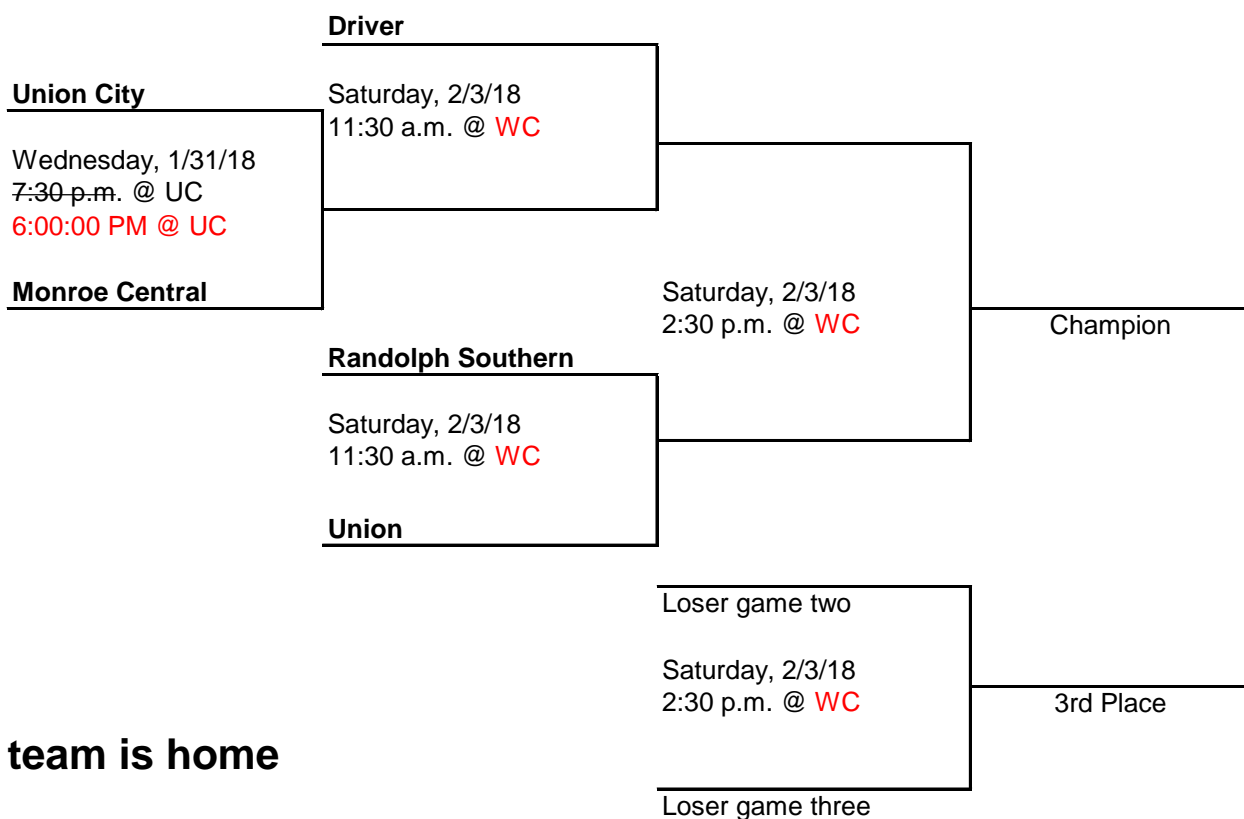 Driver
Union City
Saturday, 2/3/18
11:30 a.m. @ WC
Wednesday, 1/31/18
7:30 p.m. @ UC
6:00:00 PM @ UC
Monroe Central
Saturday, 2/3/18
2:30 p.m. @ WC
Champion
Randolph Southern
Saturday, 2/3/18
11:30 a.m. @ WC
Union
Loser game two
Saturday, 2/3/18
2:30 p.m. @ WC
3rd Place
team is home
Loser game three